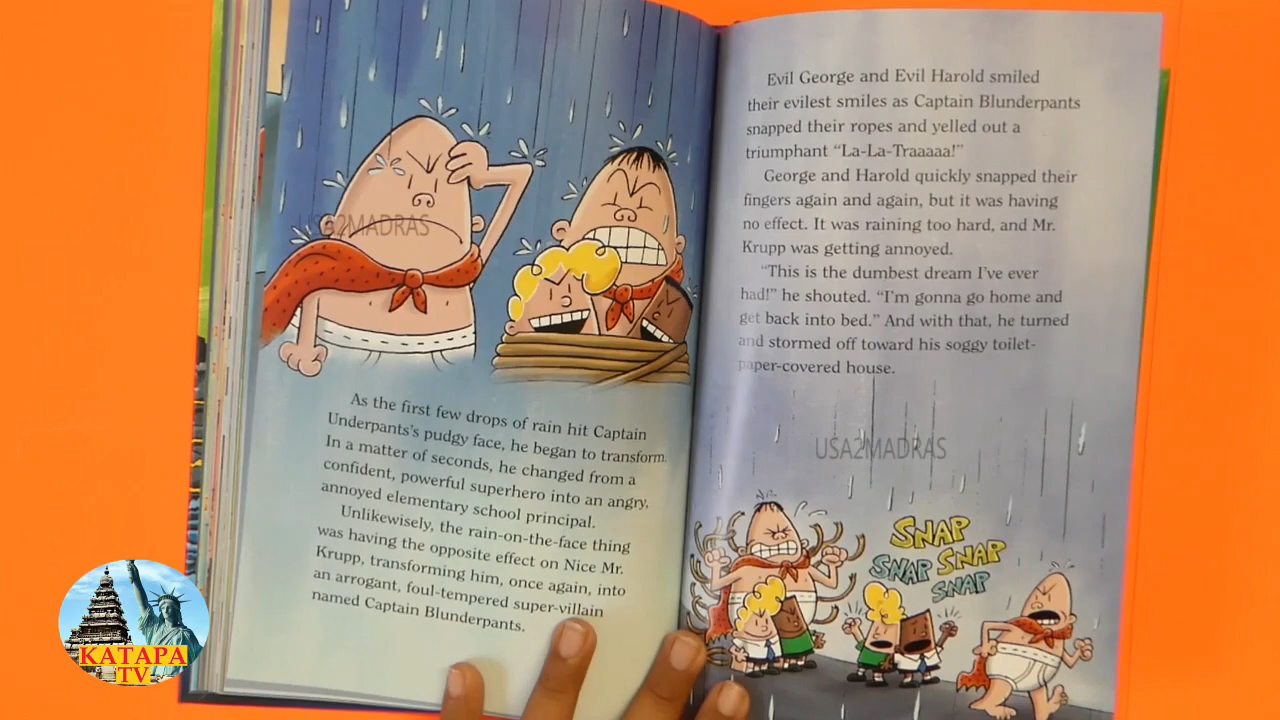 USA2MADRAS
As the first few drops of rain hit Captain
Underpants's pudgy face, he began to transform.
In a matter of seconds, he changed from a
confident, powerful superhero into an angry,
annoyed elementary school principal.
Unlikewisely, the rain-on-the-face thing
was having the opposite effect on Nice Mr.
Krupp, transforming him, once again, into
an arrogant, foul-tempered super-villain
named Captain Blunderpants.
KATAPA
TV
Evil George and Evil Harold smiled
their evilest smiles as Captain Blunderpants
snapped their ropes and yelled out a
triumphant “La-La-Traaaaa!”
George and Harold quickly snapped their
fingers again and again, but it was having
no effect. It was raining too hard, and Mr.
Krupp was getting annoyed.
“This is the dumbest dream I've ever
had!” he shouted. “I'm gonna go home and
get back into bed.” And with that, he turned
and stormed off toward his soggy toilet-
paper-covered house.
USA2MADRAS
SNAP
SNAP
SNAP
SNAP